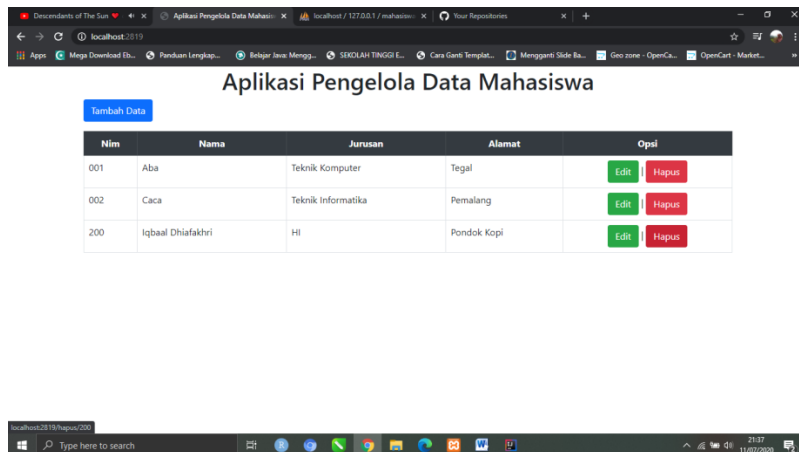 Descendants of The Sun
Aplikasi Pengelola Data Mahasis
localhost / 127.0.0.1 / mahasisw
Your Repositories
localhost:2819
Apps
Mega Download Eb...
Panduan Lengkap...
Belajar Java: Mengg...
SEKOLAH TINGGI E...
Cara Ganti Templat...
Mengganti Slide Ba...
Geo zone - OpenCa...
OpenCart - Market...
Aplikasi Pengelola Data Mahasiswa
Tambah Data
Nim Nama Jurusan Alamat Opsi
001 Aba Teknik Komputer Tegal Edit | Hapus
002 Caca Teknik Informatika Pemalang Edit | Hapus
200 Iqbaal Dhiafakhri HI Pondok Kopi Edit | Hapus
localhost:2819/hapus/200
Type here to search
21:37
11/07/2020